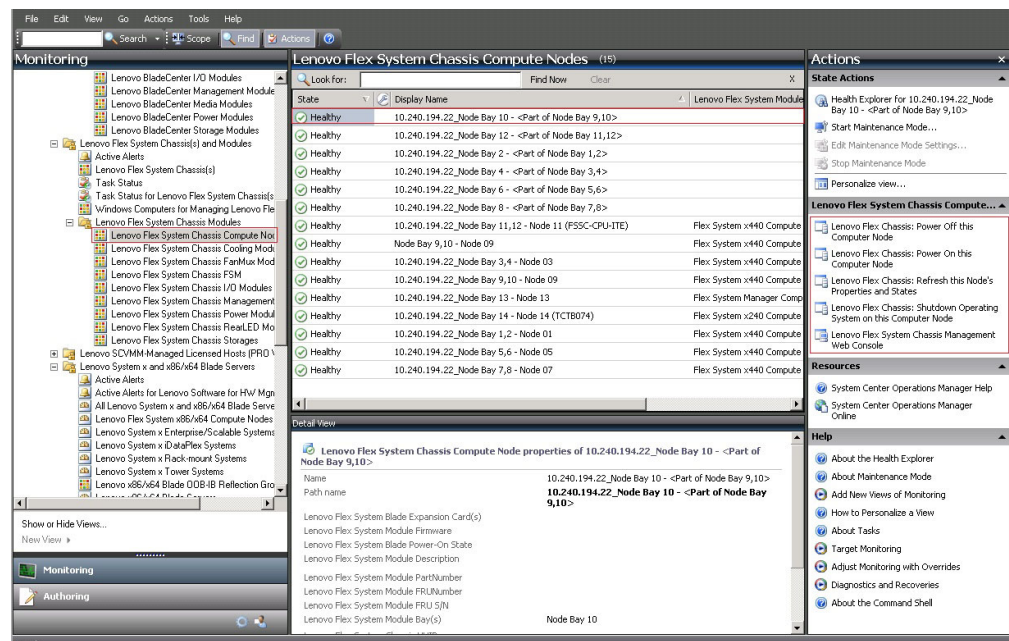 File Edit View Go Actions Tools Help
Search Scope Find Actions
Monitoring
Lenovo BladeCenter I/O Modules
Lenovo BladeCenter Management Module
Lenovo BladeCenter Media Modules
Lenovo BladeCenter Power Modules
Lenovo BladeCenter Storage Modules
Lenovo Flex System Chassis(s) and Modules
Active Alerts
Lenovo Flex System Chassis(s)
Task Status
Task Status for Lenovo Flex System Chassis(s
Windows Computers for Managing Lenovo Fle
Lenovo Flex System Chassis Modules
Lenovo Flex System Chassis Compute Noc
Lenovo Flex System Chassis Cooling Modu
Lenovo Flex System Chassis FanMux Mod
Lenovo Flex System Chassis FSM
Lenovo Flex System Chassis I/O Modules
Lenovo Flex System Chassis Management
Lenovo Flex System Chassis Power Modul
Lenovo Flex System Chassis RearLED Mo
Lenovo Flex System Chassis Storages
Lenovo SCVMM-Managed Licensed Hosts (PRO
Lenovo System x and x86/x64 Blade Servers
Active Alerts
Active Alerts for Lenovo Software for HW Mgn
All Lenovo System x and x86/x64 Blade Serve
Lenovo Flex System x86/x64 Compute Nodes
Lenovo System x Enterprise/Scalable Systems
Lenovo System x iDataPlex Systems
Lenovo System x Rack-mount Systems
Lenovo System x Tower Systems
Lenovo x86/x64 Blade OOB-IB Reflection Gro
Show or Hide Views...
New View
Monitoring
Authoring
Lenovo Flex System Chassis Compute Nodes (15)
Look for: Find Now Clear X
State Display Name Lenovo Flex System Module
Healthy 10.240.194.22_Node Bay 10 - <Part of Node Bay 9,10>
Healthy 10.240.194.22_Node Bay 12 - <Part of Node Bay 11,12>
Healthy 10.240.194.22_Node Bay 2 - <Part of Node Bay 1,2>
Healthy 10.240.194.22_Node Bay 4 - <Part of Node Bay 3,4>
Healthy 10.240.194.22_Node Bay 6 - <Part of Node Bay 5,6>
Healthy 10.240.194.22_Node Bay 8 - <Part of Node Bay 7,8>
Healthy 10.240.194.22_Node Bay 11,12 - Node 11 (FSSC-CPU-ITE) Flex System x440 Compute
Healthy Node Bay 9,10 - Node 09 Flex System x440 Compute
Healthy 10.240.194.22_Node Bay 3,4 - Node 03 Flex System x440 Compute
Healthy 10.240.194.22_Node Bay 9,10 - Node 09 Flex System x440 Compute
Healthy 10.240.194.22_Node Bay 13 - Node 13 Flex System Manager Comp
Healthy 10.240.194.22_Node Bay 14 - Node 14 (TCTB074) Flex System x240 Compute
Healthy 10.240.194.22_Node Bay 1,2 - Node 01 Flex System x440 Compute
Healthy 10.240.194.22_Node Bay 5,6 - Node 05 Flex System x440 Compute
Healthy 10.240.194.22_Node Bay 7,8 - Node 07 Flex System x440 Compute
Detail View
Lenovo Flex System Chassis Compute Node properties of 10.240.194.22_Node Bay 10 - <Part of
Node Bay 9,10>
Name 10.240.194.22_Node Bay 10 - <Part of Node Bay 9,10>
Path name 10.240.194.22_Node Bay 10 - <Part of Node Bay
9,10>
Lenovo Flex System Blade Expansion Card(s)
Lenovo Flex System Module Firmware
Lenovo Flex System Blade Power-On State
Lenovo Flex System Module Description
Lenovo Flex System Module PartNumber
Lenovo Flex System Module FRUNumber
Lenovo Flex System Module FRU S/N
Lenovo Flex System Module Bay(s) Node Bay 10
Actions x
State Actions
Health Explorer for 10.240.194.22_Node
Bay 10 - <Part of Node Bay 9,10>
Start Maintenance Mode...
Edit Maintenance Mode Settings...
Stop Maintenance Mode
Personalize view...
Lenovo Flex System Chassis Compute...
Lenovo Flex Chassis: Power Off this
Computer Node
Lenovo Flex Chassis: Power On this
Computer Node
Lenovo Flex Chassis: Refresh this Node's
Properties and States
Lenovo Flex Chassis: Shutdown Operating
System on this Computer Node
Lenovo Flex System Chassis Management
Web Console
Resources
System Center Operations Manager Help
System Center Operations Manager
Online
Help
About the Health Explorer
About Maintenance Mode
Add New Views of Monitoring
How to Personalize a View
About Tasks
Target Monitoring
Adjust Monitoring with Overrides
Diagnostics and Recoveries
About the Command Shell